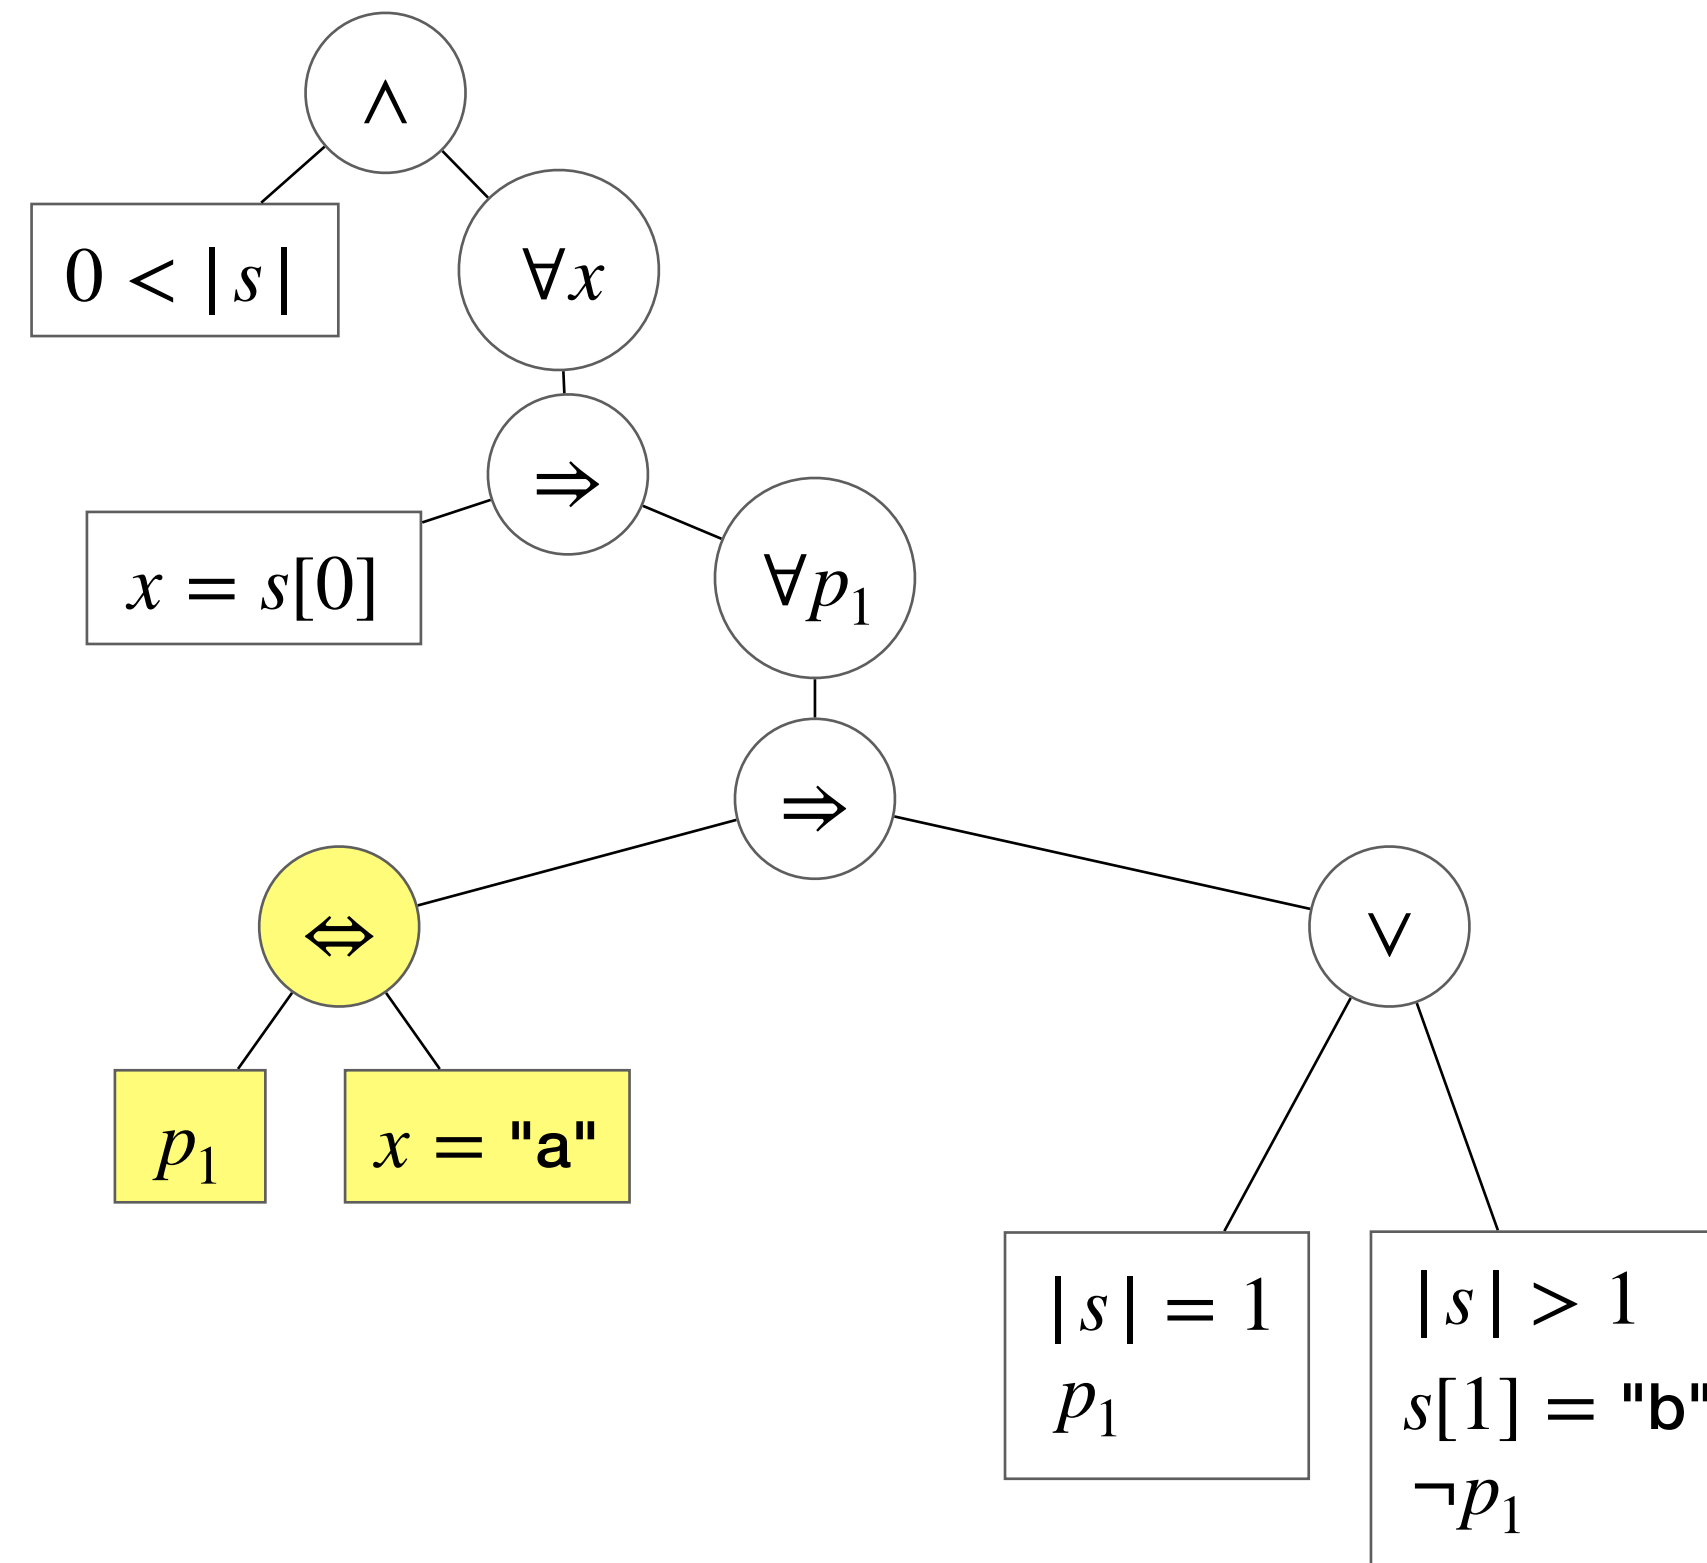 ∧
0 < |s|
∀x
⇒
x = s[0]
∀p₁
⇒
⇔
∨
p₁
x = "a"
|s| = 1
p₁
|s| > 1
s[1] = "b"
¬p₁